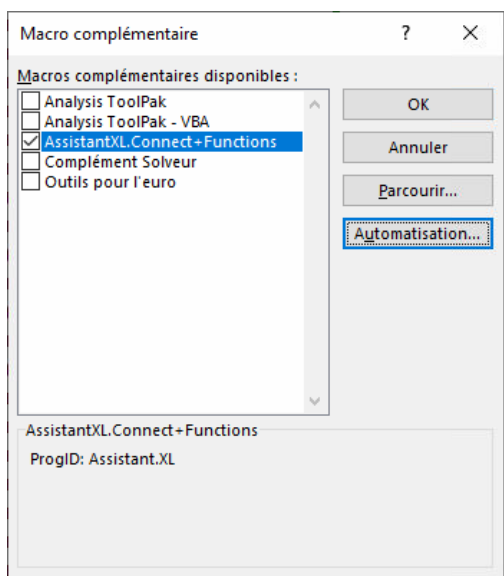 Macro complémentaire
?
Macros complémentaires disponibles :
Analysis ToolPak
Analysis ToolPak - VBA
AssistantXL.Connect+Functions
Complément Solveur
Outils pour l'euro
OK
Annuler
Parcourir...
Automatisation...
AssistantXL.Connect+Functions
ProgID: Assistant.XL